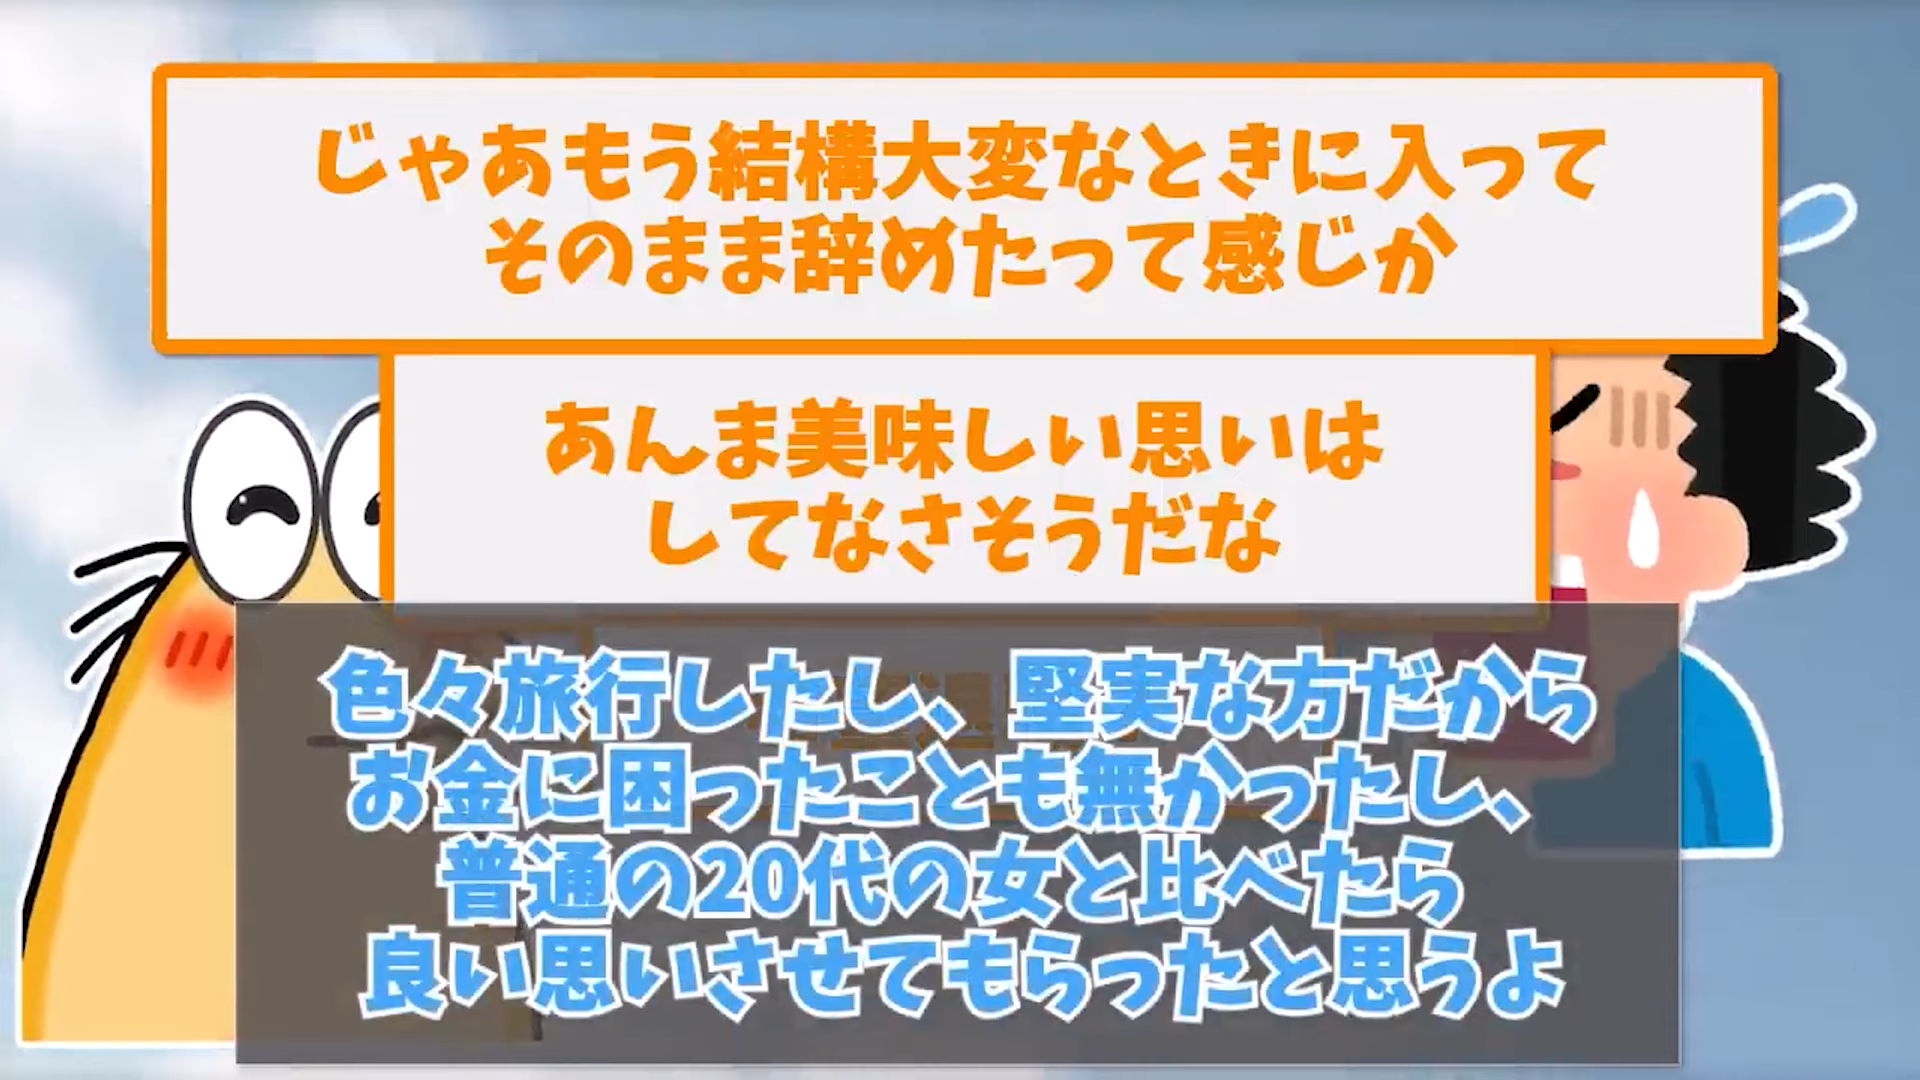 じゃあもう結構大変なときに入って
そのまま辞めたって感じか
あんま美味しい思いは
してなさそうだな
色々旅行したし、堅実な方だから
お金に困ったことも無かったし、
普通の20代の女と比べたら
良い思いさせてもらったと思うよ